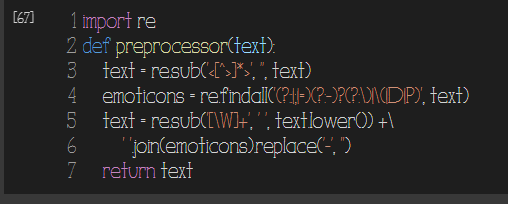 [67]
1 import re
2 def preprocessor(text):
3 text = re.sub('<[^>]*>', '', text)
4 emoticons = re.findall('(?::|;|=)(?:-)?(?:\)|\(|D|P)', text)
5 text = re.sub('[\W]+', ' ', text.lower()) +\
6 ' '.join(emoticons).replace('-', '')
7 return text